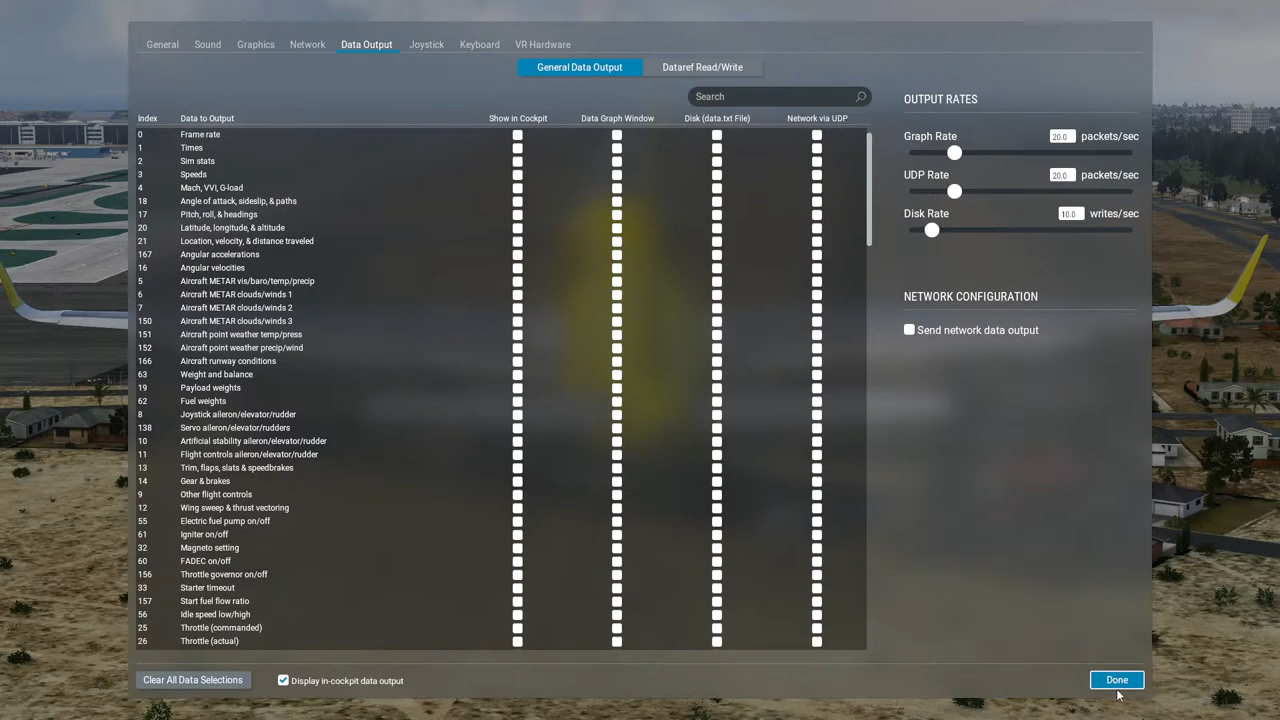 General Sound Graphics Network Data Output Joystick Keyboard VR Hardware
General Data Output Dataref Read/Write
Search
Index Data to Output Show in Cockpit Data Graph Window Disk (data.txt File) Network via UDP
0 Frame rate
1 Times
2 Sim stats
3 Speeds
4 Mach, VVI, G-load
18 Angle of attack, sideslip, & paths
17 Pitch, roll, & headings
20 Latitude, longitude, & altitude
21 Location, velocity, & distance traveled
167 Angular accelerations
16 Angular velocities
5 Aircraft METAR vis/baro/temp/precip
6 Aircraft METAR clouds/winds 1
7 Aircraft METAR clouds/winds 2
150 Aircraft METAR clouds/winds 3
151 Aircraft point weather temp/press
152 Aircraft point weather precip/wind
166 Aircraft runway conditions
63 Weight and balance
19 Payload weights
62 Fuel weights
8 Joystick aileron/elevator/rudder
138 Servo aileron/elevator/rudders
10 Artificial stability aileron/elevator/rudder
11 Flight controls aileron/elevator/rudder
13 Trim, flaps, slats & speedbrakes
14 Gear & brakes
9 Other flight controls
12 Wing sweep & thrust vectoring
55 Electric fuel pump on/off
61 Igniter on/off
32 Magneto setting
60 FADEC on/off
156 Throttle governor on/off
33 Starter timeout
157 Start fuel flow ratio
56 Idle speed low/high
25 Throttle (commanded)
26 Throttle (actual)
OUTPUT RATES
Graph Rate 20.0 packets/sec
UDP Rate 20.0 packets/sec
Disk Rate 10.0 writes/sec
NETWORK CONFIGURATION
Send network data output
Clear All Data Selections Display in-cockpit data output Done